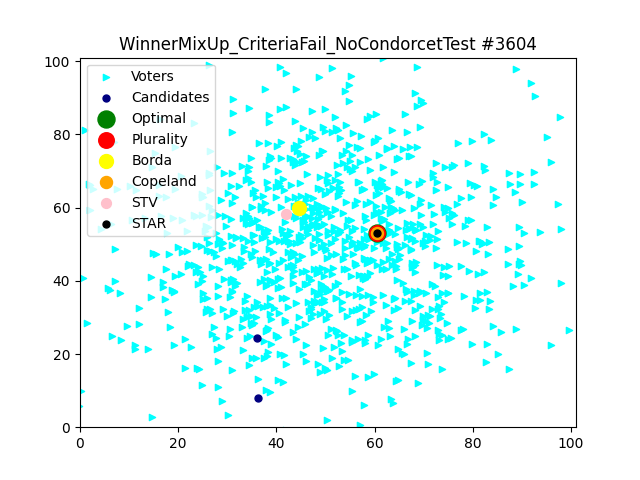 WinnerMixUp_CriteriaFail_NoCondorcetTest #3604
100
80
60
40
20
0
0
20
40
60
80
100
Voters
Candidates
Optimal
Plurality
Borda
Copeland
STV
STAR